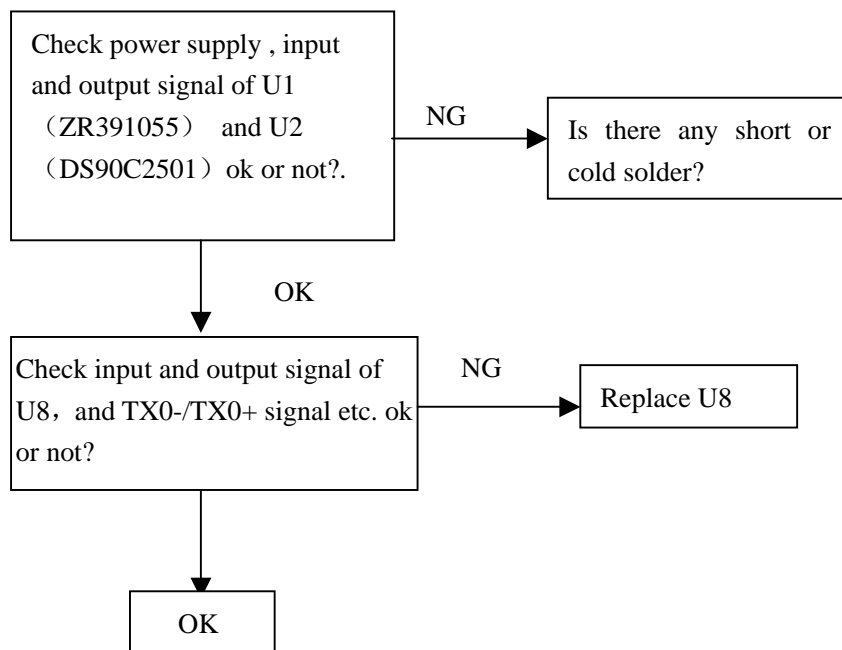 Check power supply , input
and output signal of U1
（ZR391055） and U2
（DS90C2501）ok or not?.
NG
Is there any short or
cold solder?
OK
Check input and output signal of
U8，and TX0-/TX0+ signal etc. ok
or not?
NG
Replace U8
OK